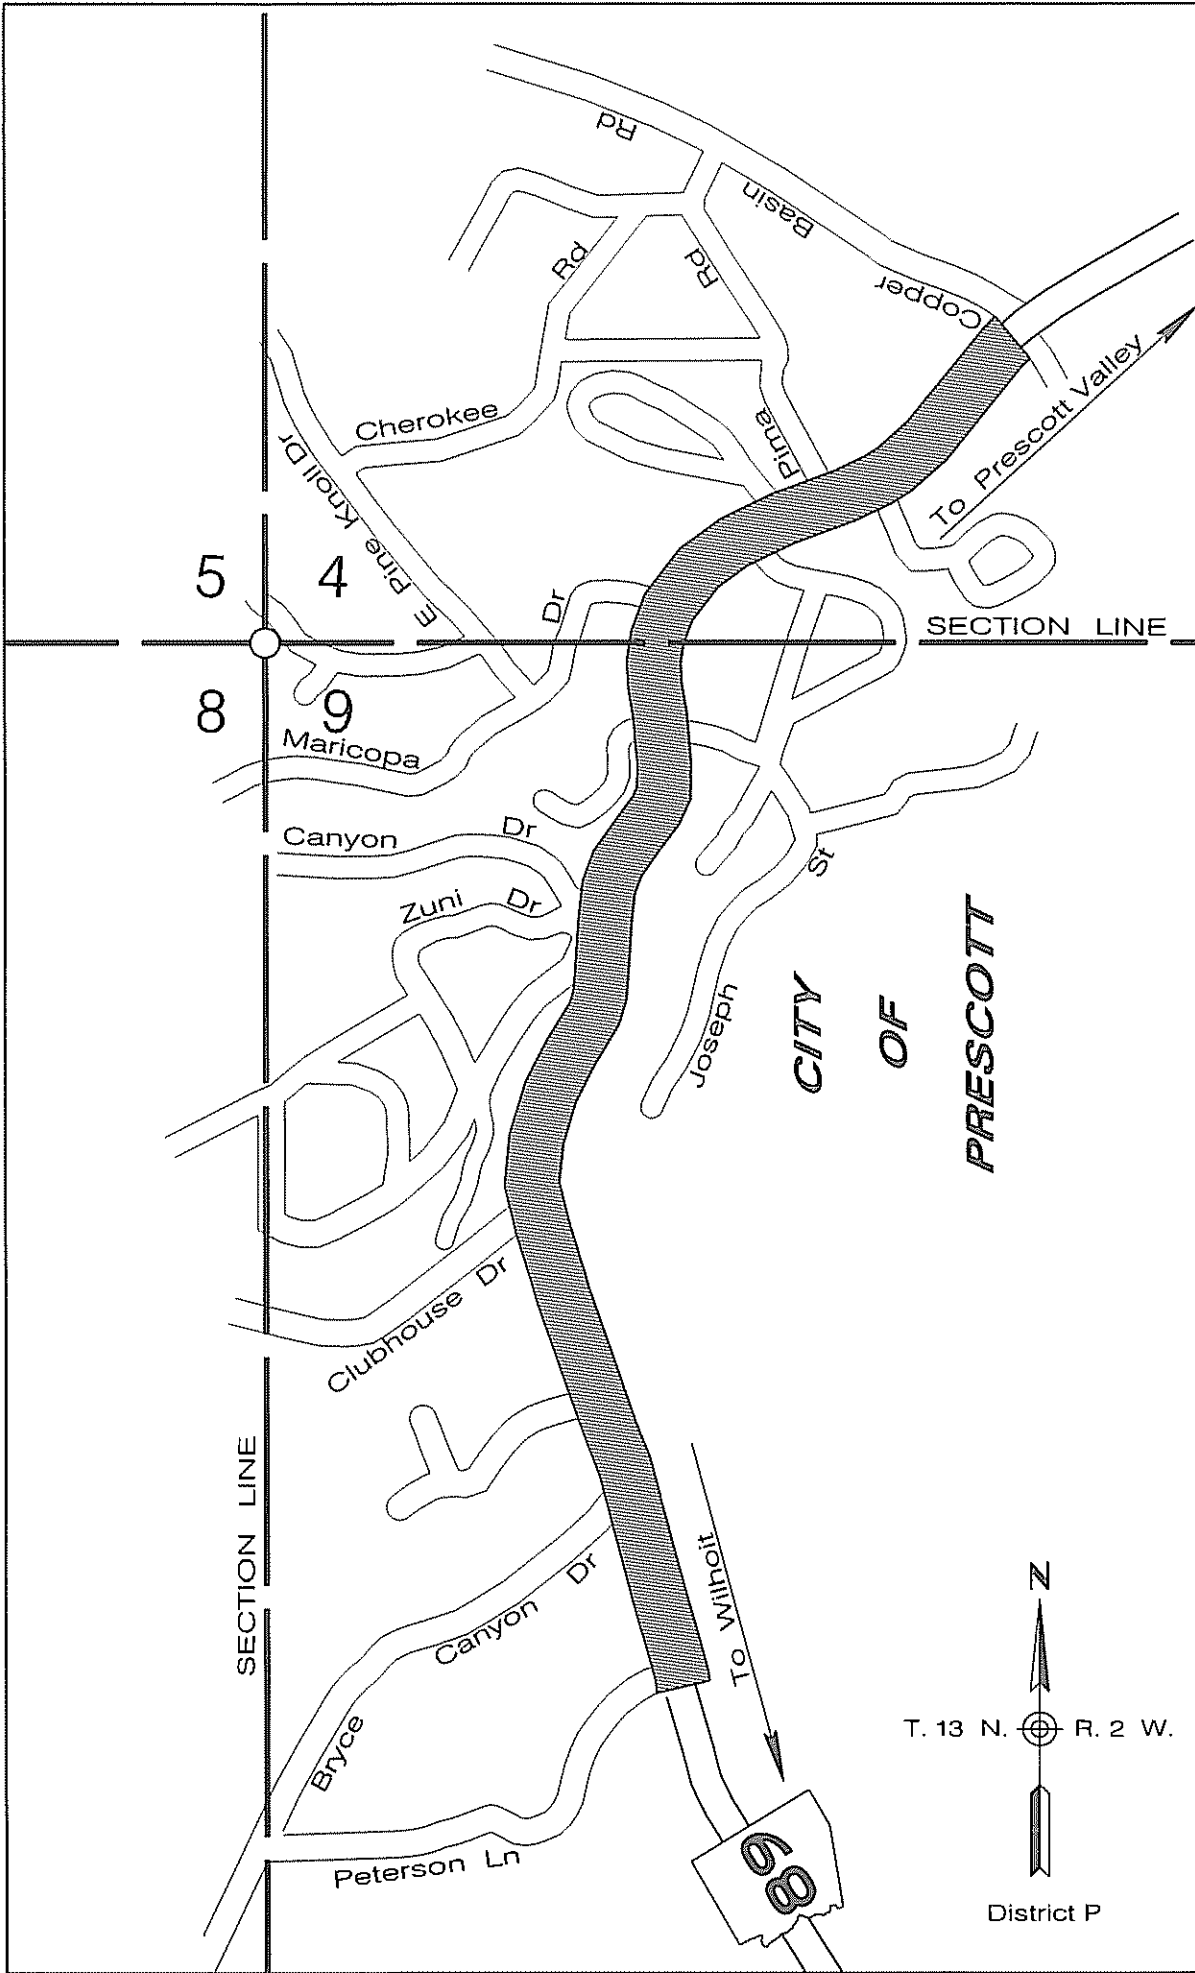 Rd
Basin
Copper
Rd
Rd
To Prescott Valley
Cherokee
Pima
E Pine Knoll Dr
5
4
Dr
SECTION LINE
8
9
Maricopa
Canyon
Dr
Zuni
Dr
St
Joseph
CITY
OF
PRESCOTT
Clubhouse Dr
SECTION LINE
Canyon
Dr
Bryce
To Wilhoit
Peterson Ln
89
N
T. 13 N.
R. 2 W.
District P